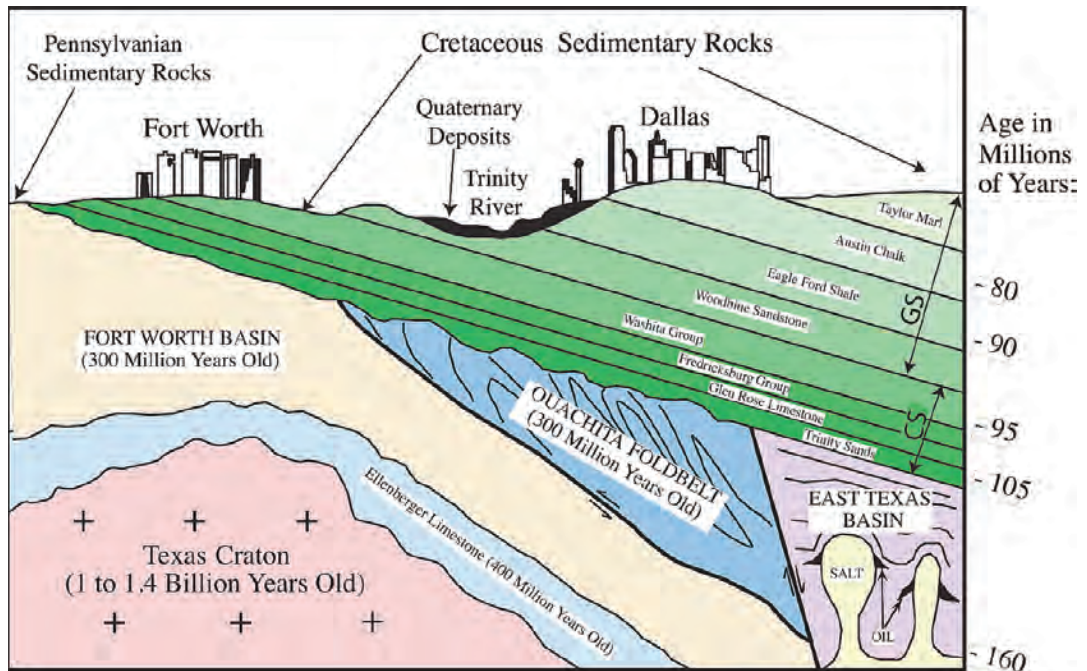 Pennsylvanian
Sedimentary Rocks
Cretaceous Sedimentary Rocks
Fort Worth
Quaternary
Deposits
Trinity
River
Dallas
Age in
Millions
of Years:
Taylor Marl
Austin Chalk
Eagle Ford Shale
Woodbine Sandstone
Washita Group
Fredricksburg Group
Glen Rose Limestone
Trinity Sands
GS
CS
- 80
- 90
- 95
- 105
- 160
FORT WORTH BASIN
(300 Million Years Old)
OUACHITA FOLDBELT
(300 Million Years Old)
Ellenberger Limestone (400 Million Years Old)
Texas Craton
(1 to 1.4 Billion Years Old)
+ + +
+ + +
EAST TEXAS
BASIN
SALT
OIL